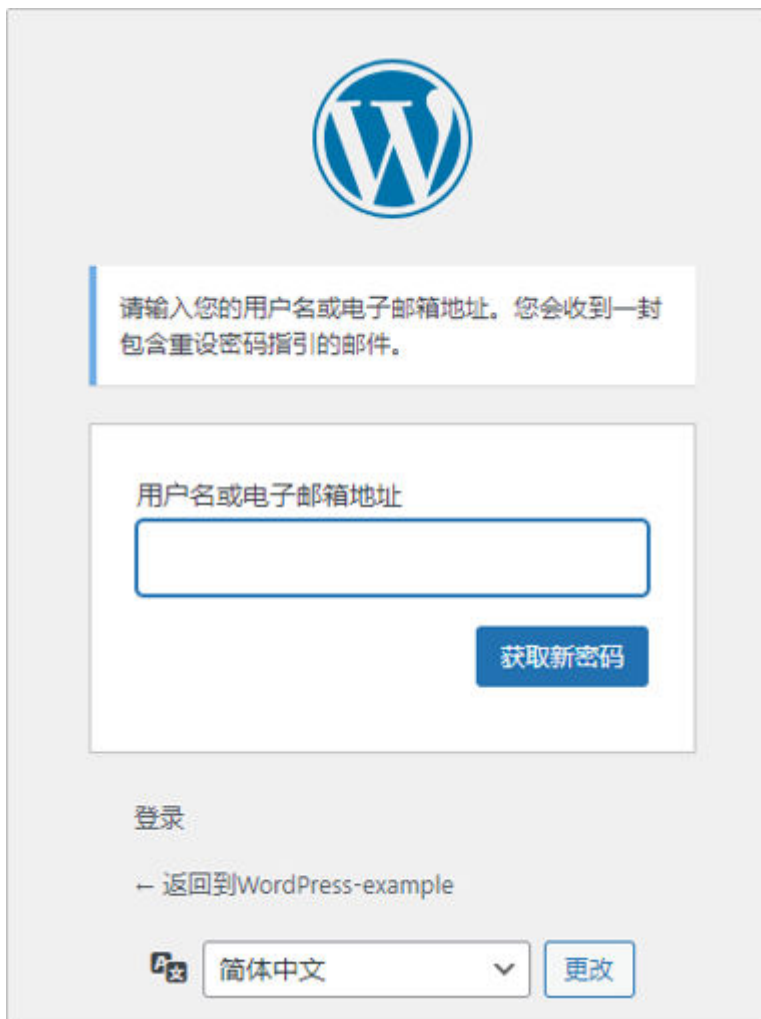 请输入您的用户名或电子邮箱地址。您会收到一封
包含重设密码指引的邮件。
用户名或电子邮箱地址
获取新密码
登录
← 返回到WordPress-example
简体中文
更改